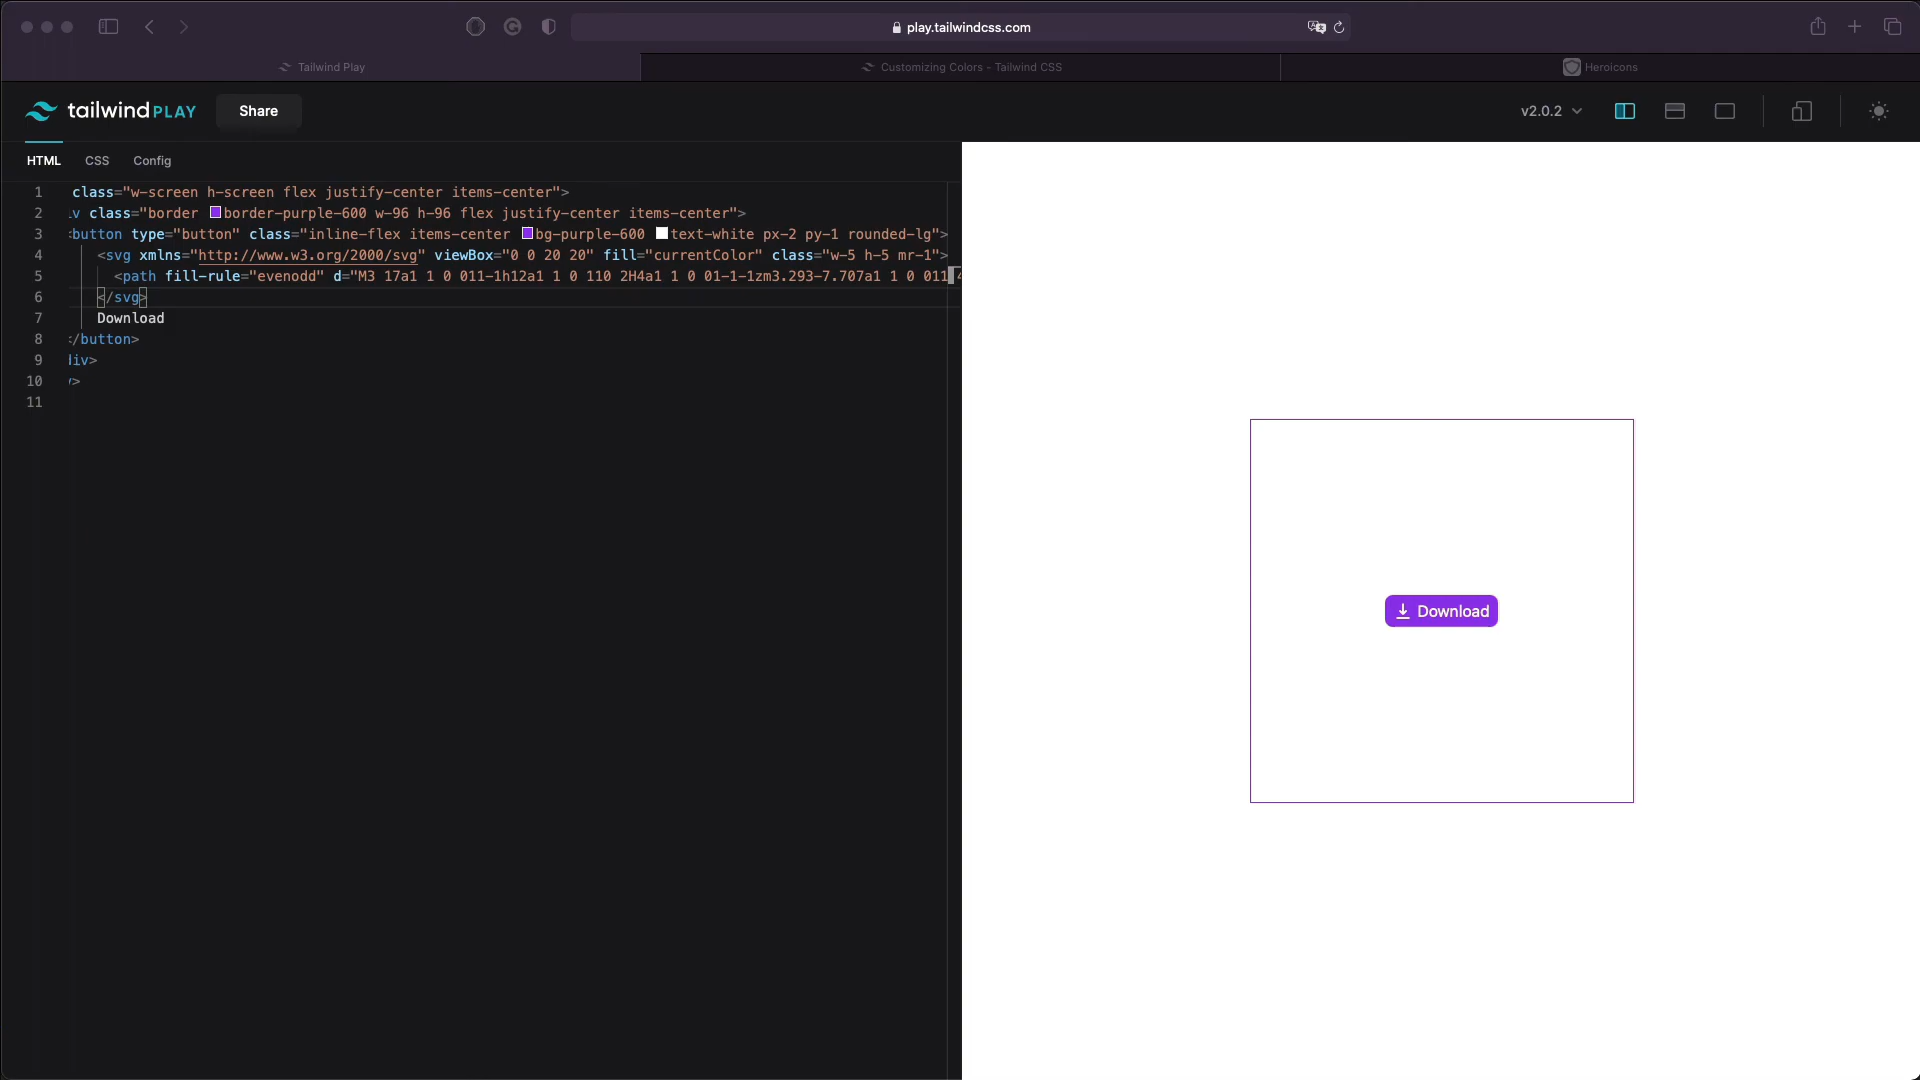 play.tailwindcss.com
Tailwind Play
Customizing Colors - Tailwind CSS
Heroicons
tailwind PLAY
Share
v2.0.2
HTML CSS Config
1 class="w-screen h-screen flex justify-center items-center">
2 iv class="border border-purple-600 w-96 h-96 flex justify-center items-center">
3 <button type="button" class="inline-flex items-center bg-purple-600 text-white px-2 py-1 rounded-lg">
4 <svg xmlns="http://www.w3.org/2000/svg" viewBox="0 0 20 20" fill="currentColor" class="w-5 h-5 mr-1">
5 <path fill-rule="evenodd" d="M3 17a1 1 0 011-1h12a1 1 0 110 2H4a1 1 0 01-1-1zm3.293-7.707a1 1 0 011
6 </svg>
7 Download
8 </button>
9 div>
10 v>
11
Download